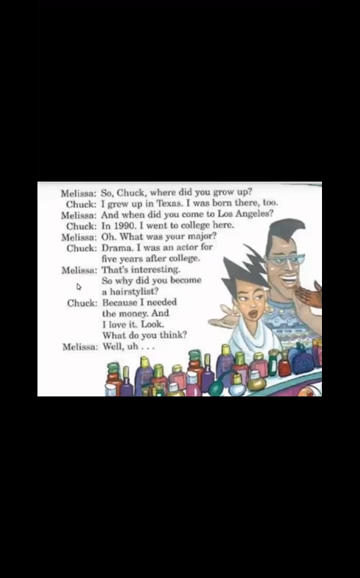 Melissa: So, Chuck, where did you grow up?
Chuck: I grew up in Texas. I was born there, too.
Melissa: And when did you come to Los Angeles?
Chuck: In 1990. I went to college here.
Melissa: Oh. What was your major?
Chuck: Drama. I was an actor for
five years after college.
Melissa: That's interesting.
So why did you become
a hairstylist?
Chuck: Because I needed
the money. And
I love it. Look.
What do you think?
Melissa: Well, uh . . .